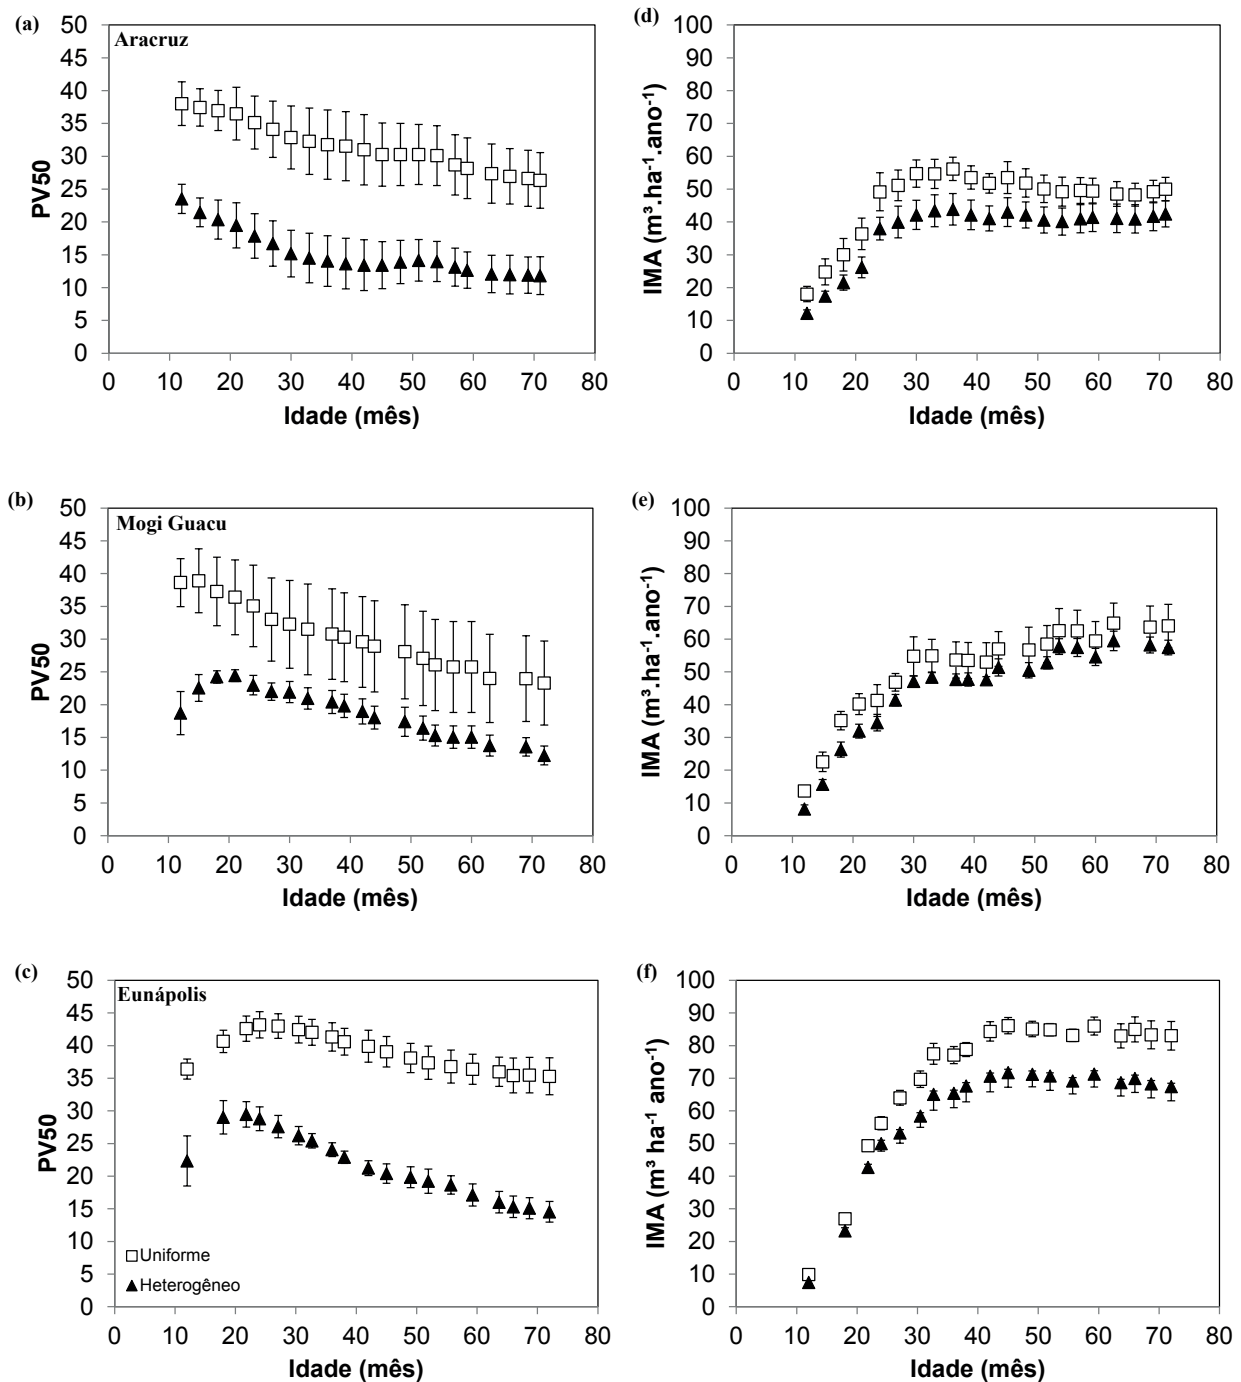 (a)
Aracruz
PV50
50
45
40
35
30
25
20
15
10
5
0
0 10 20 30 40 50 60 70 80
Idade (mês)
(d)
IMA (m³.ha⁻¹.ano⁻¹)
100
90
80
70
60
50
40
30
20
10
0
0 10 20 30 40 50 60 70 80
Idade (mês)
(b)
Mogi Guacu
PV50
50
45
40
35
30
25
20
15
10
5
0
0 10 20 30 40 50 60 70 80
Idade (mês)
(e)
IMA (m³.ha⁻¹.ano⁻¹)
100
90
80
70
60
50
40
30
20
10
0
0 10 20 30 40 50 60 70 80
Idade (mês)
(c)
Eunápolis
PV50
50
45
40
35
30
25
20
15
10
5
0
Uniforme
Heterogêneo
0 10 20 30 40 50 60 70 80
Idade (mês)
(f)
IMA (m³ ha⁻¹ ano⁻¹)
100
90
80
70
60
50
40
30
20
10
0
0 10 20 30 40 50 60 70 80
Idade (mês)